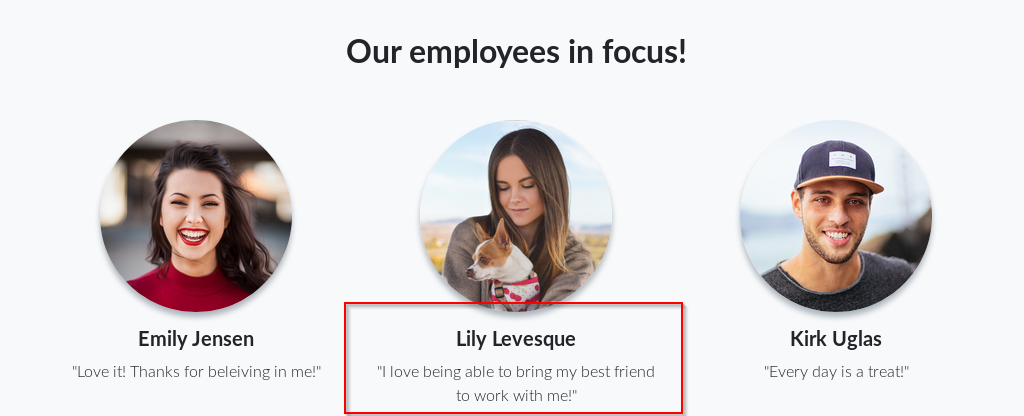 Our employees in focus!
Emily Jensen
"Love it! Thanks for beleiving in me!"
Lily Levesque
"I love being able to bring my best friend
to work with me!"
Kirk Uglas
"Every day is a treat!"